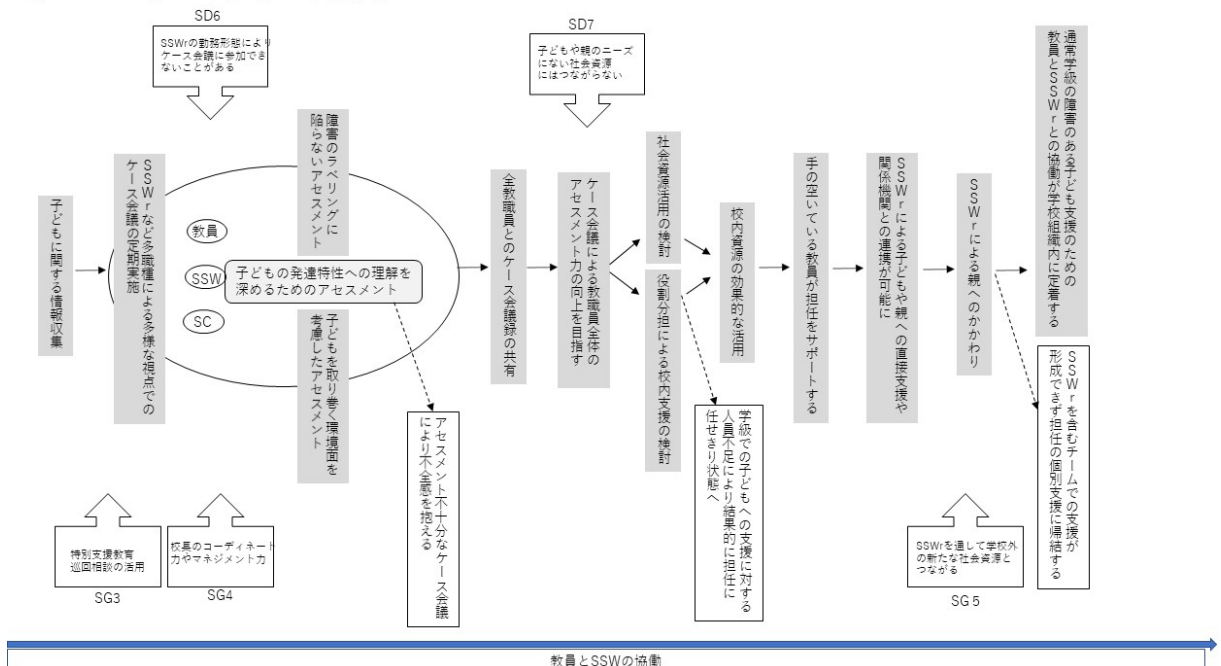 SD6
SSWrの勤務形態により
ケース会議に参加でき
ないことがある
SD7
子どもや親のニーズ
にない社会資源
にはつながらない
子どもに関する情報収集
SSWrなど多職種による多様な視点での
ケース会議の定期実施
教員
SSW
SC
障害のラベリングに
陥らないアセスメント
子どもの発達特性への理解を
深めるためのアセスメント
子どもを取り巻く環境面を
考慮したアセスメント
アセスメント不十分なケース会議
により不全感を抱える
全教職員とのケース会議録の共有
ケース会議による教職員全体の
アセスメント力の向上を目指す
社会資源活用の検討
役割分担による校内支援の検討
学級での子どもへの支援に対する
人員不足により結果的に担任に
任せきり状態へ
校内資源の効果的な活用
手の空いている教員が担任をサポートする
SSWrによる子どもや親への直接支援や
関係機関との連携が可能に
SSWrによる親へのかかわり
通常学級の障害のある子ども支援のための
教員とSSWrとの協働が学校組織内に定着する
SSWrを含むチームでの支援が
形成できず担任の個別支援に帰結する
特別支援教育
巡回相談の活用
SG3
校長のコーディネート
力やマネジメント力
SG4
SSWrを通して学校外
の新たな社会資源と
つながる
SG5
教員とSSWの協働